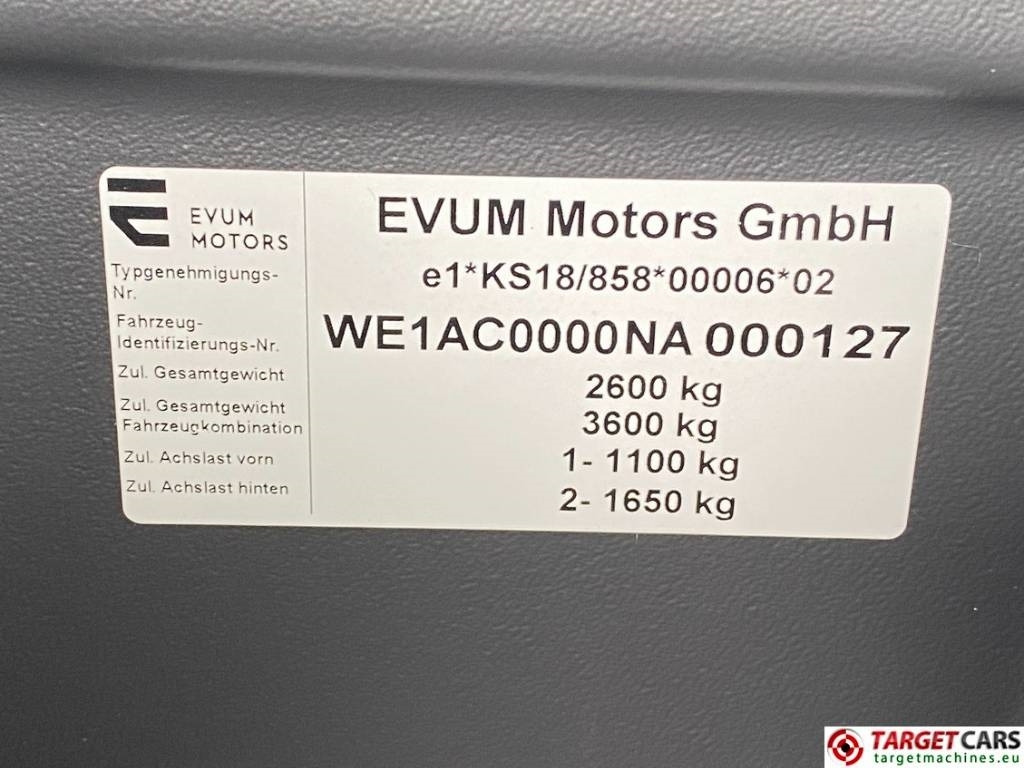 EVUM
MOTORS
EVUM Motors GmbH
Typgenehmigungs-
Nr.
e1*KS18/858*00006*02
Fahrzeug-
Identifizierungs-Nr.
WE1AC0000NA 000127
Zul. Gesamtgewicht
2600 kg
Zul. Gesamtgewicht
Fahrzeugkombination
3600 kg
Zul. Achslast vorn
1- 1100 kg
Zul. Achslast hinten
2- 1650 kg
TARGETCARS
targetmachines.eu